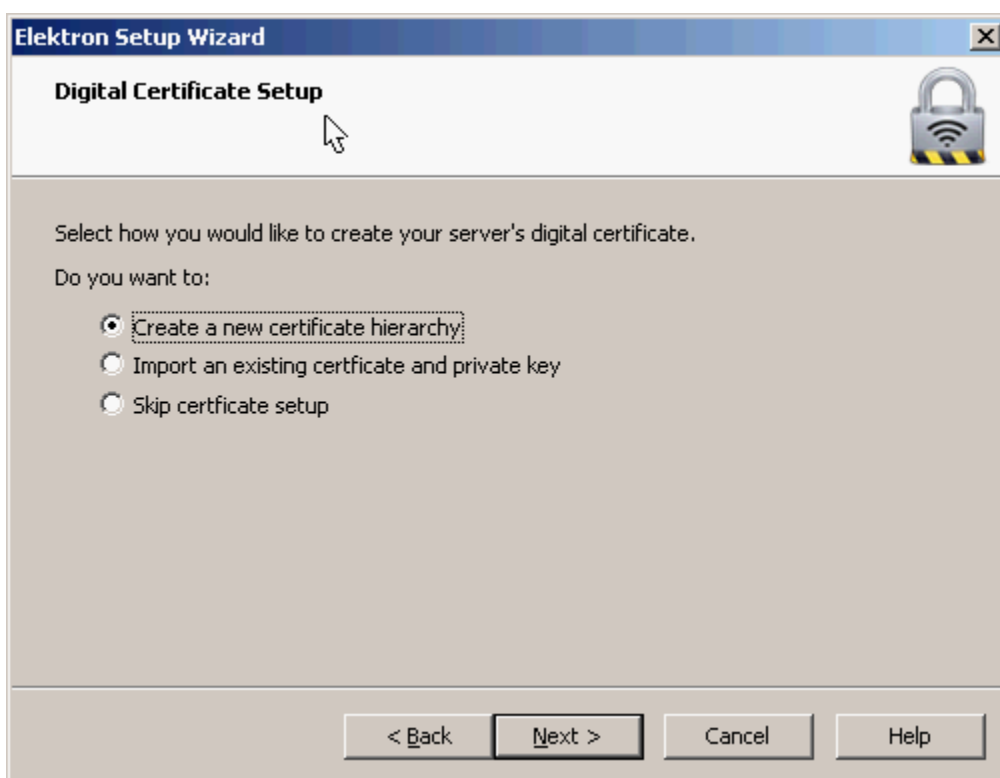 Elektron Setup Wizard
Digital Certificate Setup
Select how you would like to create your server's digital certificate.
Do you want to:
Create a new certificate hierarchy
Import an existing certficate and private key
Skip certficate setup
< Back Next > Cancel Help